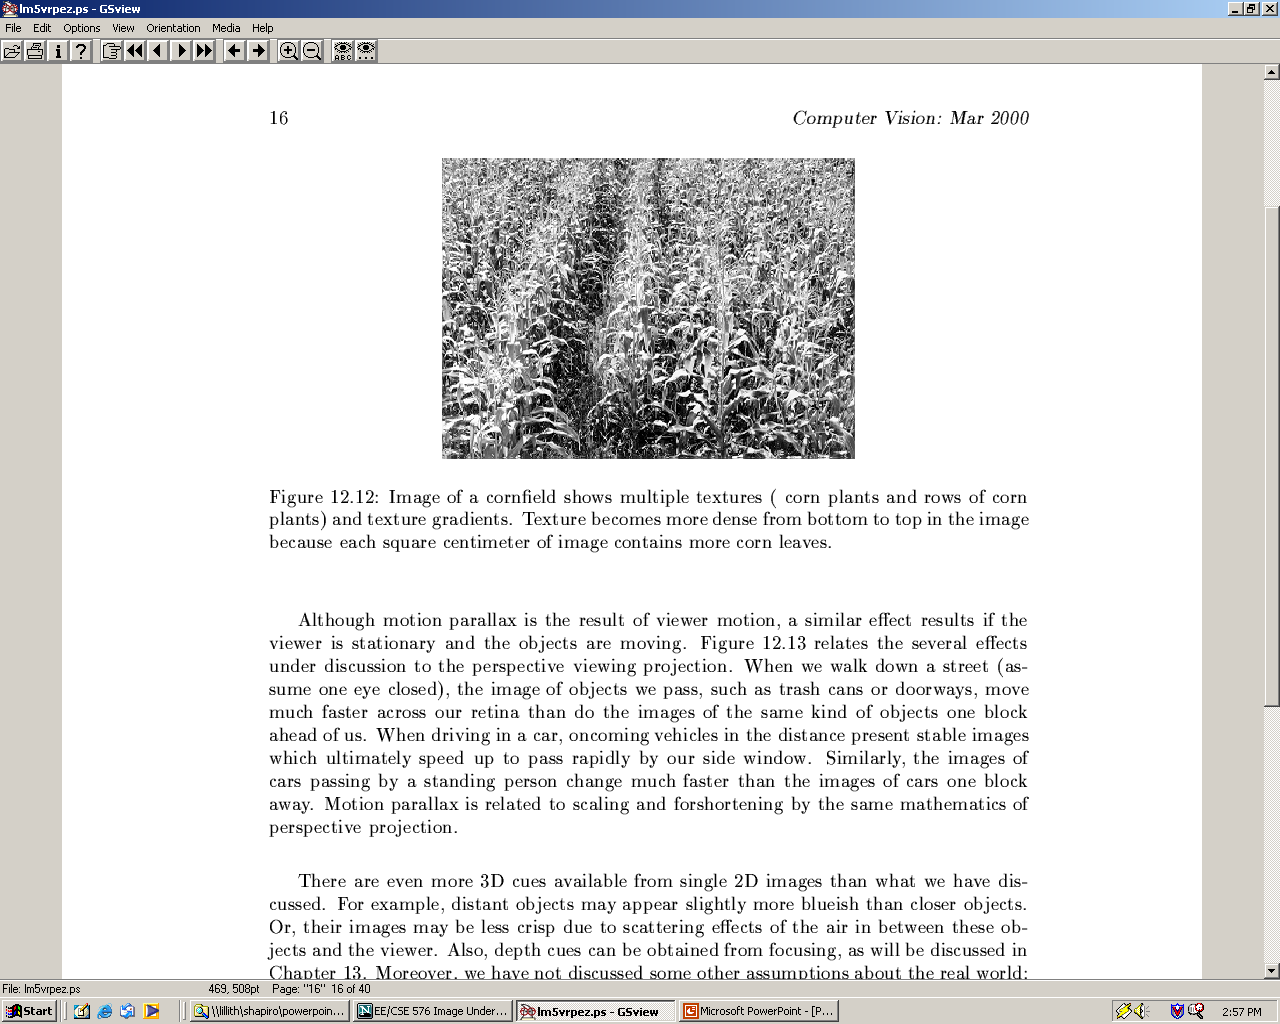 lm5vrpez.ps - GSview
File Edit Options View Orientation Media Help
16 Computer Vision: Mar 2000
Figure 12.12: Image of a cornfield shows multiple textures ( corn plants and rows of corn
plants) and texture gradients. Texture becomes more dense from bottom to top in the image
because each square centimeter of image contains more corn leaves.
Although motion parallax is the result of viewer motion, a similar effect results if the
viewer is stationary and the objects are moving. Figure 12.13 relates the several effects
under discussion to the perspective viewing projection. When we walk down a street (as-
sume one eye closed), the image of objects we pass, such as trash cans or doorways, move
much faster across our retina than do the images of the same kind of objects one block
ahead of us. When driving in a car, oncoming vehicles in the distance present stable images
which ultimately speed up to pass rapidly by our side window. Similarly, the images of
cars passing by a standing person change much faster than the images of cars one block
away. Motion parallax is related to scaling and forshortening by the same mathematics of
perspective projection.
There are even more 3D cues available from single 2D images than what we have dis-
cussed. For example, distant objects may appear slightly more blueish than closer objects.
Or, their images may be less crisp due to scattering effects of the air in between these ob-
jects and the viewer. Also, depth cues can be obtained from focusing, as will be discussed in
Chapter 13. Moreover, we have not discussed some other assumptions about the real world;
File: lm5vrpez.ps 469, 508pt Page: "16" 16 of 40
Start \\lillith\shapiro\powerpoin... EE/CSE 576 Image Under... lm5vrpez.ps - GSview Microsoft PowerPoint - [P... 2:57 PM